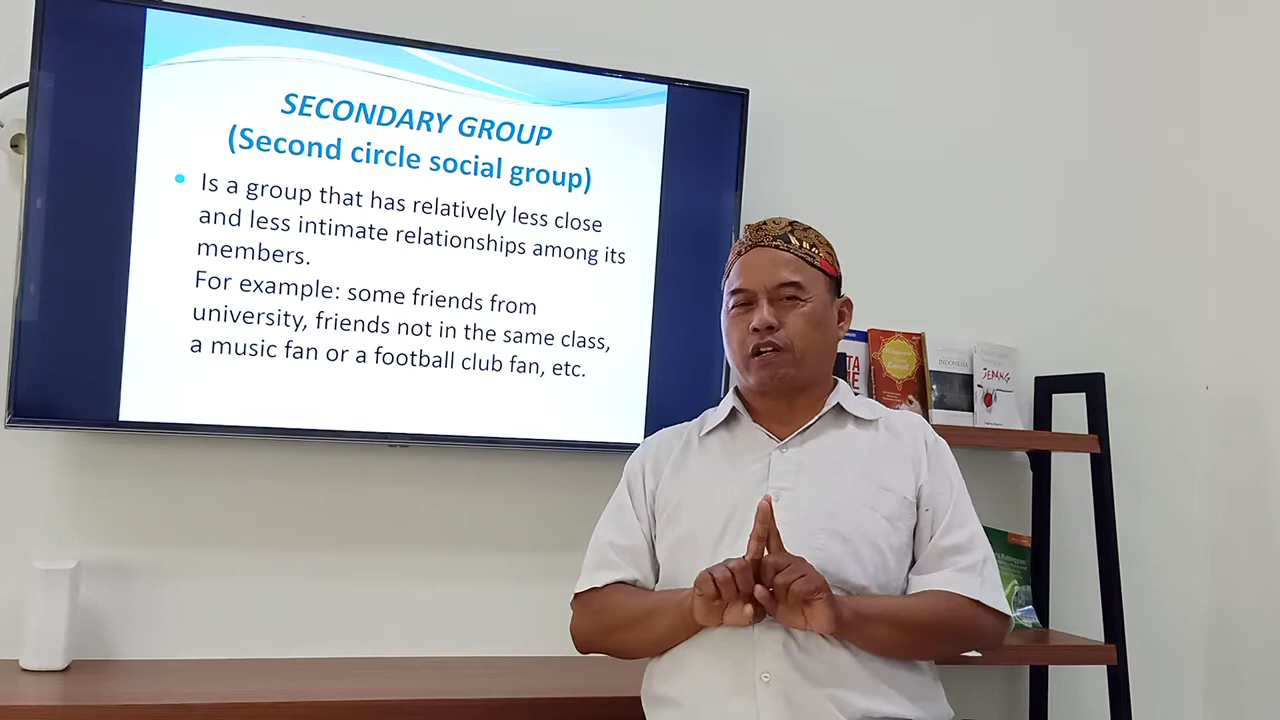 SECONDARY GROUP
(Second circle social group)
Is a group that has relatively less close
and less intimate relationships among its
members.
For example: some friends from
university, friends not in the same class,
a music fan or a football club fan, etc.
INDONESIA
JEPANG